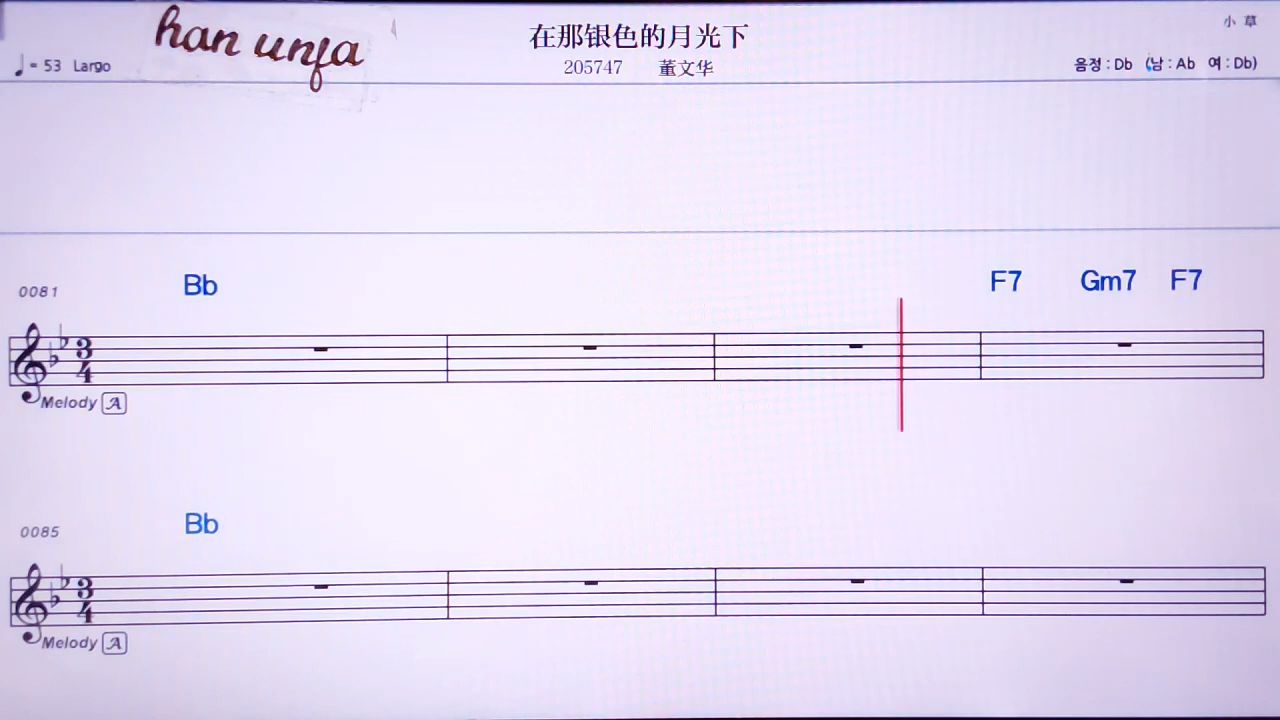 han unfa
在那银色的月光下
小 草
♩ = 53 Largo
205747 董文华
음정 : Db (남 : Ab 여 : Db)
0081 Bb F7 Gm7 F7
3
4
Melody A
0085 Bb
3
4
Melody A